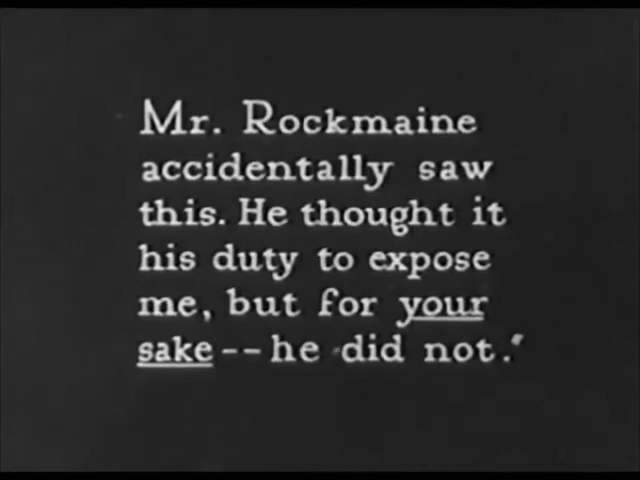 Mr. Rockmaine
accidentally saw
this. He thought it
his duty to expose
me, but for your
sake -- he did not."